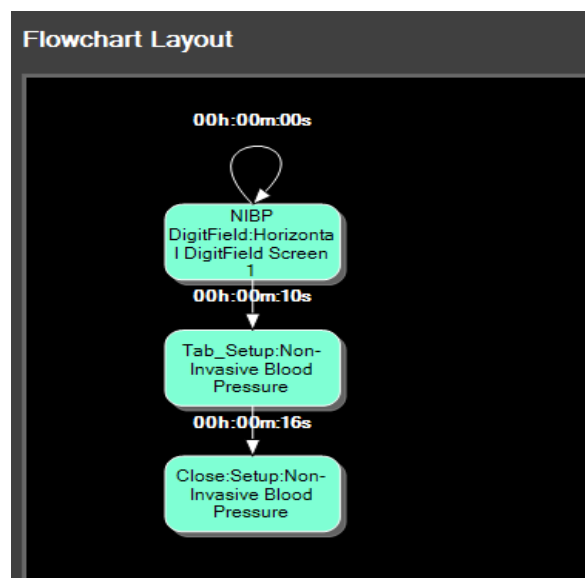 Flowchart Layout
00h:00m:00s
NIBP
DigitField:Horizonta
l DigitField Screen
1
00h:00m:10s
Tab_Setup:Non-
Invasive Blood
Pressure
00h:00m:16s
Close:Setup:Non-
Invasive Blood
Pressure